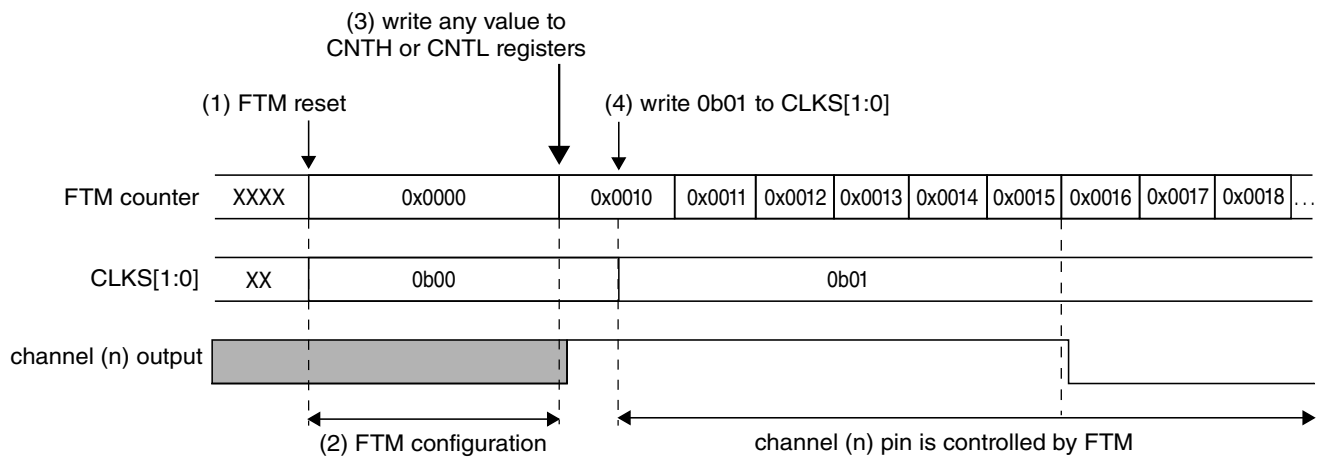 (3) write any value to
CNTH or CNTL registers
(1) FTM reset
(4) write 0b01 to CLKS[1:0]
FTM counter XXXX 0x0000 0x0010 0x0011 0x0012 0x0013 0x0014 0x0015 0x0016 0x0017 0x0018 ...
CLKS[1:0] XX 0b00 0b01
channel (n) output
(2) FTM configuration
channel (n) pin is controlled by FTM